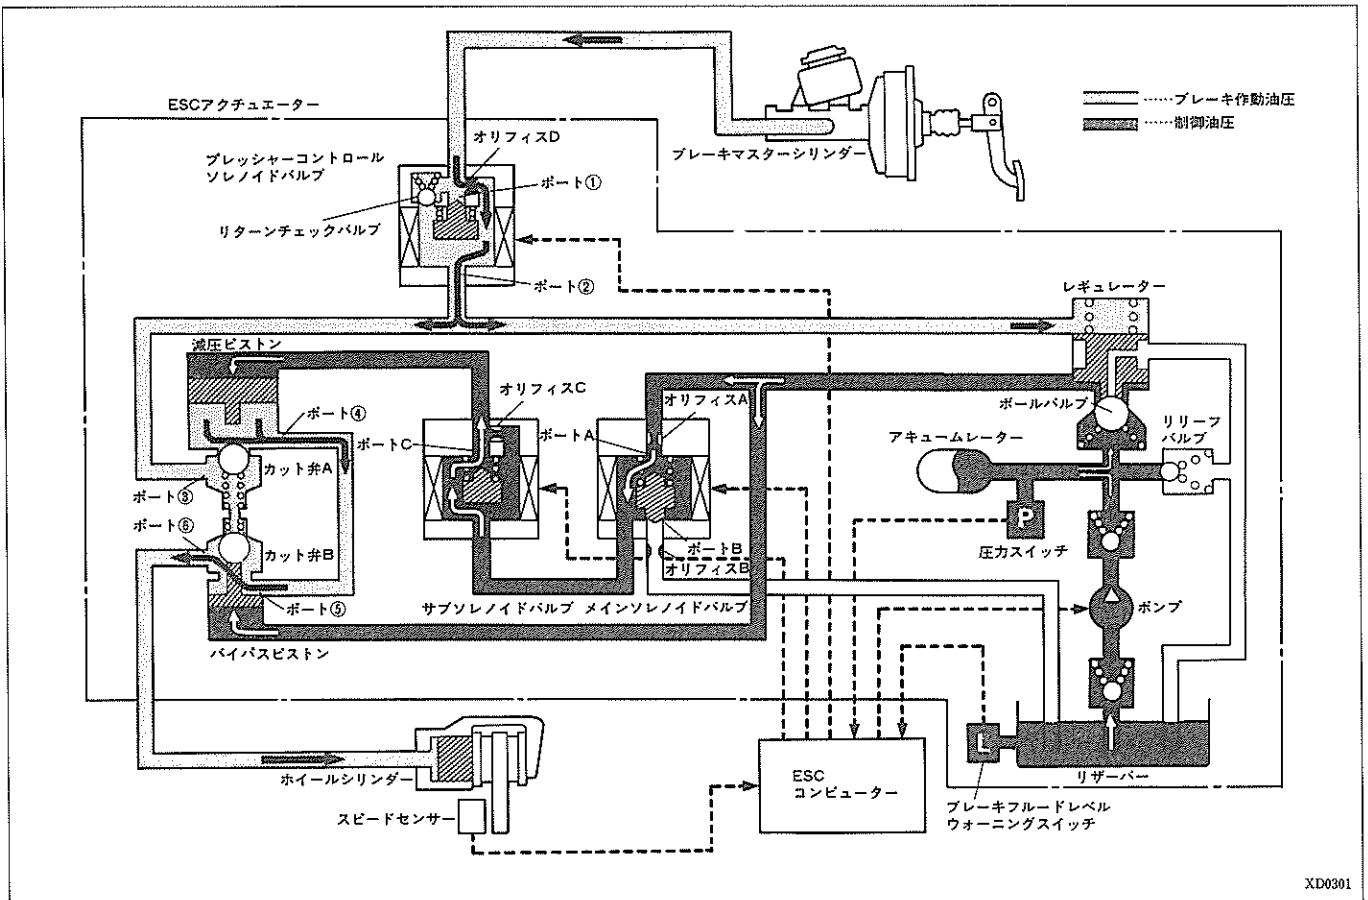 ESCアクチュエーター
オリフィスD
プレッシャーコントロール
ソレノイドバルブ
ポート①
リターンチェックバルブ
ポート②
ブレーキマスターシリンダー
……ブレーキ作動油圧
……制御油圧
レギュレーター
減圧ピストン
オリフィスC
オリフィスA
ポート④
ポートC
ポートA
ボールバルブ
リリーフ
バルブ
アキュームレーター
カット弁A
ポート③
ポート⑥
カット弁B
P
圧力スイッチ
ポートB
オリフィスB
ポート⑤
サブソレノイドバルブ
メインソレノイドバルブ
ポンプ
バイパスピストン
L
リザーバー
ホイールシリンダー
ESC
コンピューター
スピードセンサー
ブレーキフルードレベル
ウォーニングスイッチ
XD0301